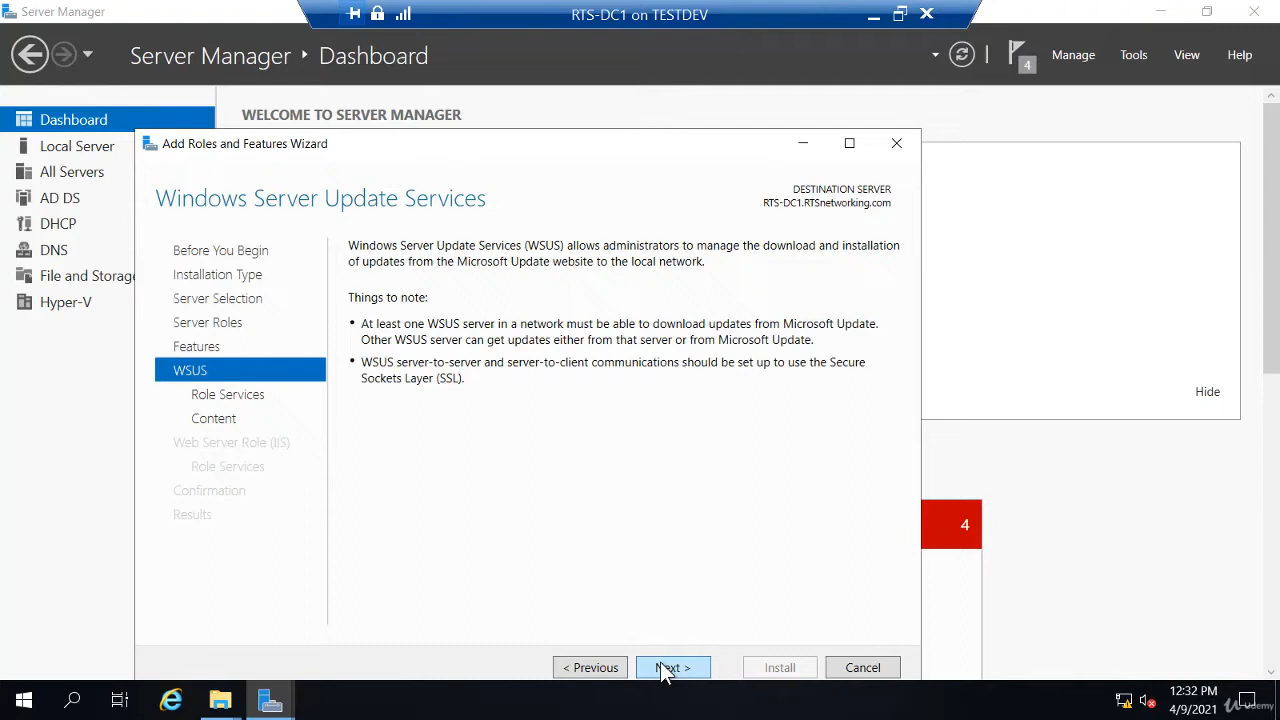 Server Manager
RTS-DC1 on TESTDEV
Server Manager ‣ Dashboard
4
Manage
Tools
View
Help
Dashboard
Local Server
All Servers
AD DS
DHCP
DNS
File and Storage
Hyper-V
WELCOME TO SERVER MANAGER
Hide
4
Add Roles and Features Wizard
Windows Server Update Services
DESTINATION SERVER
RTS-DC1.RTSnetworking.com
Before You Begin
Installation Type
Server Selection
Server Roles
Features
WSUS
Role Services
Content
Web Server Role (IIS)
Role Services
Confirmation
Results
Windows Server Update Services (WSUS) allows administrators to manage the download and installation
of updates from the Microsoft Update website to the local network.
Things to note:
• At least one WSUS server in a network must be able to download updates from Microsoft Update.
Other WSUS server can get updates either from that server or from Microsoft Update.
• WSUS server-to-server and server-to-client communications should be set up to use the Secure
Sockets Layer (SSL).
< Previous
Next >
Install
Cancel
12:32 PM
4/9/2021
Udemy